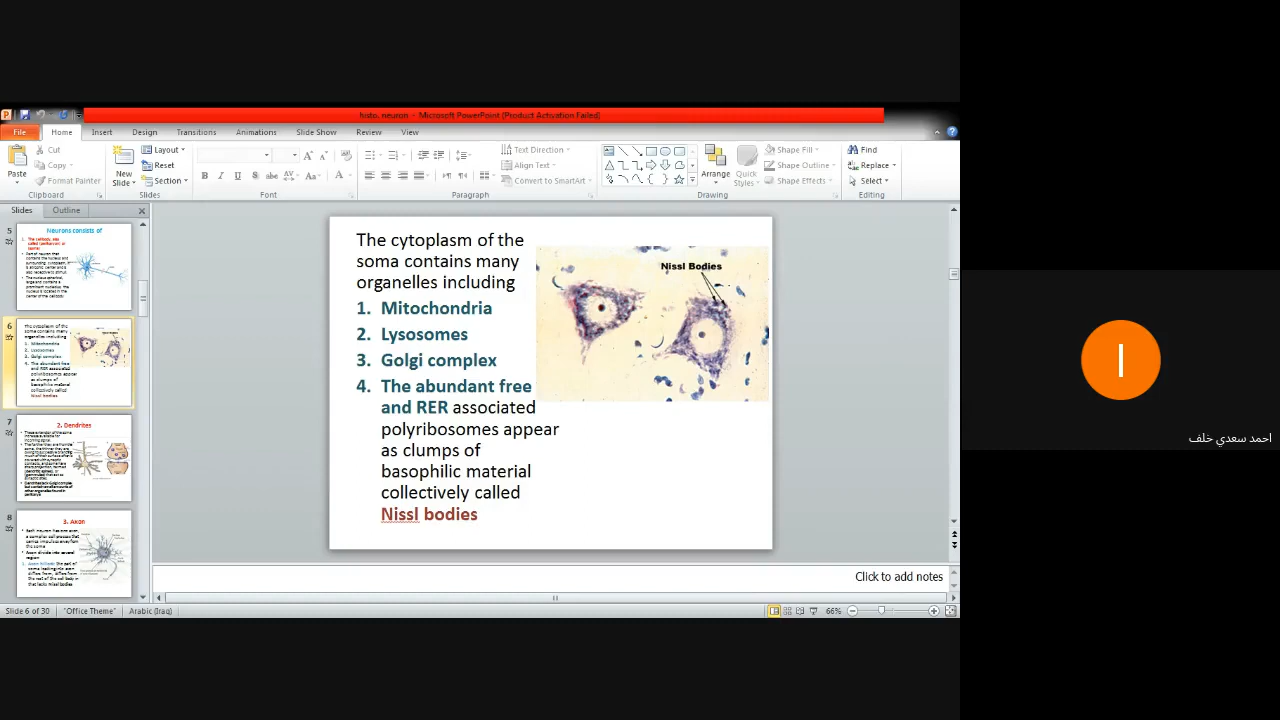 histo. neuron - Microsoft PowerPoint (Product Activation Failed)
File Home Insert Design Transitions Animations Slide Show Review View
Paste
Cut
Copy
Format Painter
Clipboard
New Slide
Layout
Reset
Section
Slides
Font
Text Direction
Align Text
Convert to SmartArt
Paragraph
Arrange
Quick Styles
Shape Fill
Shape Outline
Shape Effects
Drawing
Find
Replace
Select
Editing
Slides Outline
5
Neurons consists of
6
7
2. Dendrites
8
3. Axon
The cytoplasm of the
soma contains many
organelles including
1. Mitochondria
2. Lysosomes
3. Golgi complex
4. The abundant free
and RER associated
polyribosomes appear
as clumps of
basophilic material
collectively called
Nissl bodies
Nissl Bodies
Click to add notes
Slide 6 of 30
"Office Theme"
Arabic (Iraq)
66%
احمد سعدي خلف